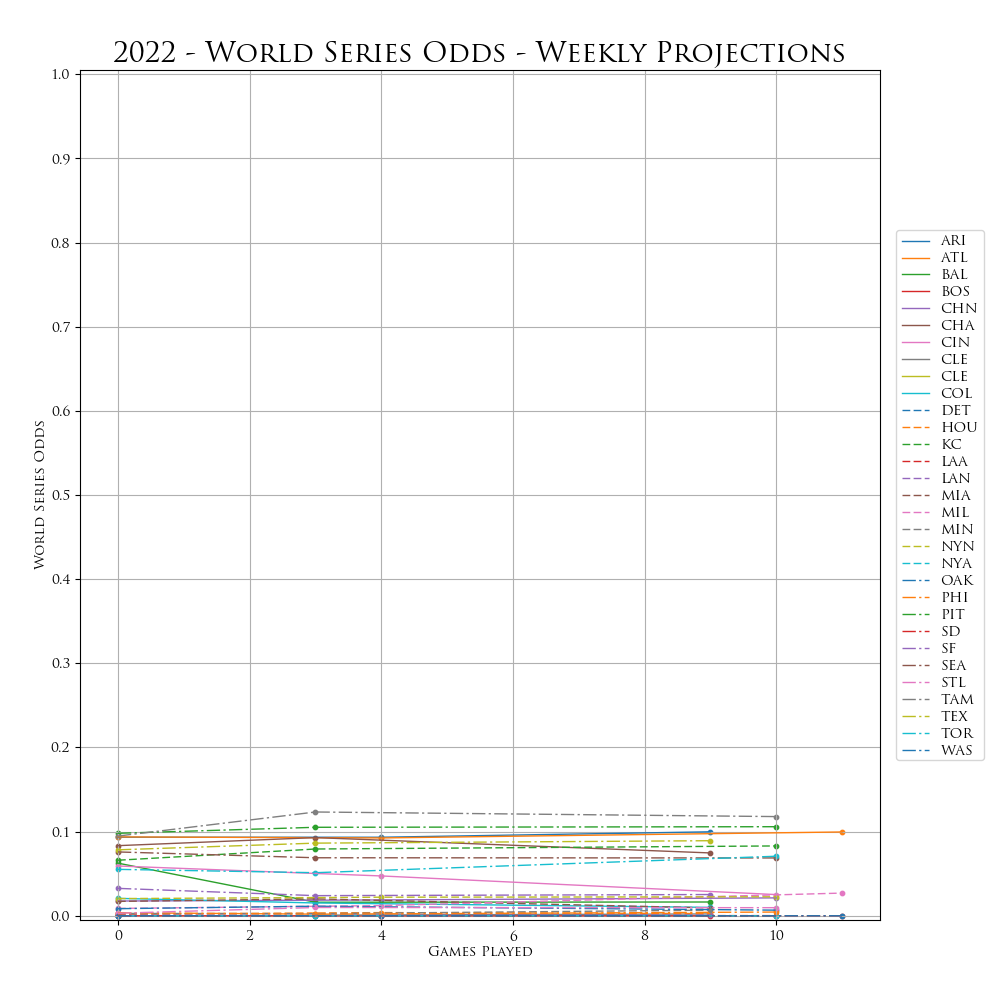 2022 - World Series Odds - Weekly Projections
1.0
0.9
0.8
0.7
0.6
0.5
0.4
0.3
0.2
0.1
0.0
World Series Odds
0 2 4 6 8 10
Games Played
ARI
ATL
BAL
BOS
CHN
CHA
CIN
CLE
CLE
COL
DET
HOU
KC
LAA
LAN
MIA
MIL
MIN
NYN
NYA
OAK
PHI
PIT
SD
SF
SEA
STL
TAM
TEX
TOR
WAS